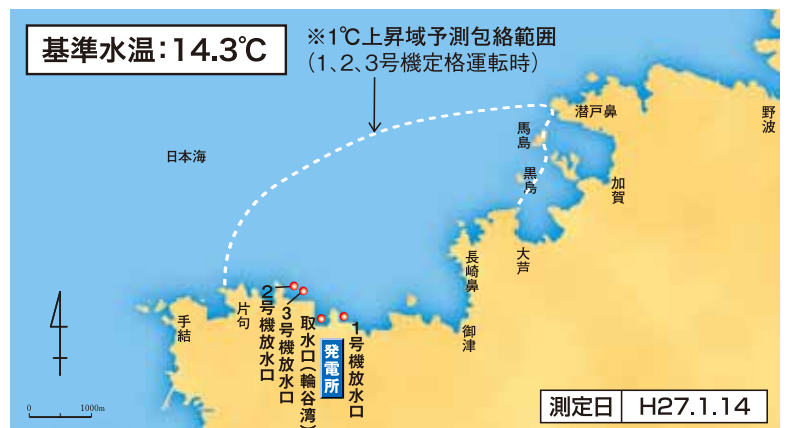 基準水温:14.3℃
※1℃上昇域予測包絡範囲
(1、2、3号機定格運転時)
日本海
潜戸鼻
野波
馬島
黒島
加賀
大芦
長崎鼻
御津
手結
片句
2号機放水口
3号機放水口
取水口(輪谷湾)
発電所
1号機放水口
0
1000m
測定日 H27.1.14